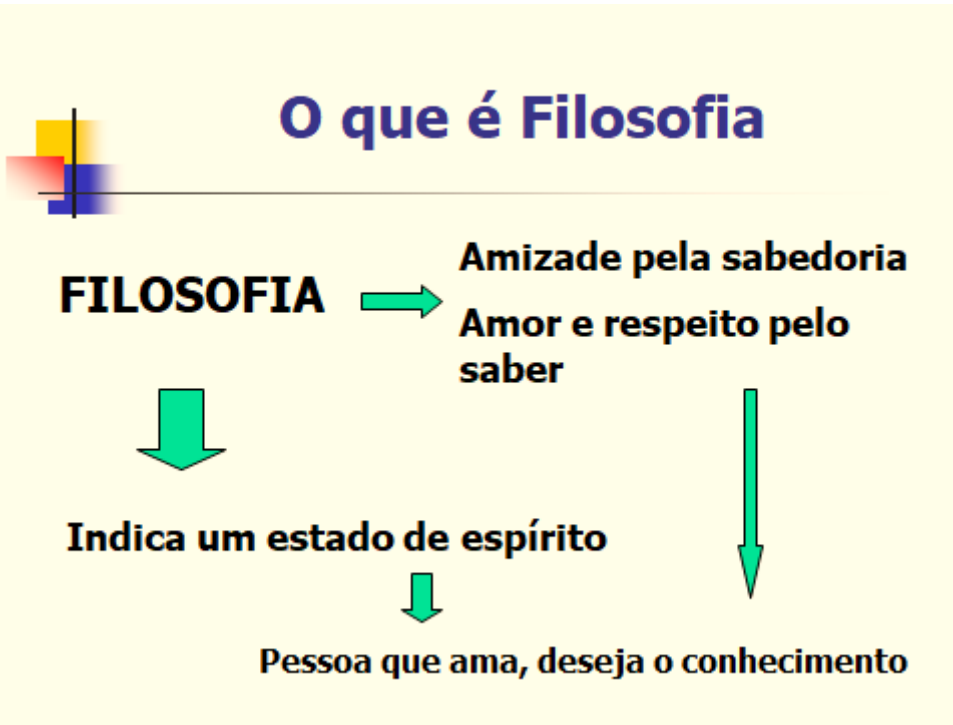 O que é Filosofia
FILOSOFIA
Amizade pela sabedoria
Amor e respeito pelo
saber
Indica um estado de espírito
Pessoa que ama, deseja o conhecimento